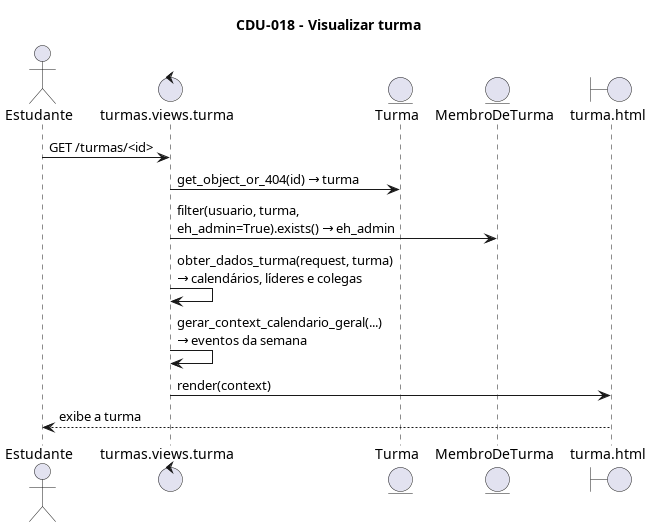 CDU-018 - Visualizar turma
Estudante
turmas.views.turma
Turma
MembroDeTurma
turma.html
GET /turmas/<id>
get_object_or_404(id) → turma
filter(usuario, turma,
eh_admin=True).exists() → eh_admin
obter_dados_turma(request, turma)
→ calendários, líderes e colegas
gerar_context_calendario_geral(...)
→ eventos da semana
render(context)
exibe a turma
Estudante
turmas.views.turma
Turma
MembroDeTurma
turma.html